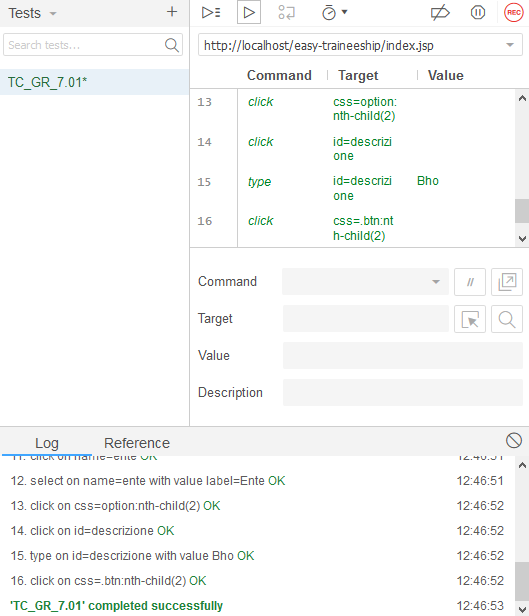 Tests
+
REC
Search tests...
http://localhost/easy-traineeship/index.jsp
Command Target Value
TC_GR_7.01*
13 click css=option:
nth-child(2)
14 click id=descrizi
one
15 type id=descrizi Bho
one
16 click css=.btn:nt
h-child(2)
Command
//
Target
Value
Description
Log Reference
11. click on name=ente OK 12:46:51
12. select on name=ente with value label=Ente OK 12:46:51
13. click on css=option:nth-child(2) OK 12:46:52
14. click on id=descrizione OK 12:46:52
15. type on id=descrizione with value Bho OK 12:46:52
16. click on css=.btn:nth-child(2) OK 12:46:52
'TC_GR_7.01' completed successfully 12:46:53